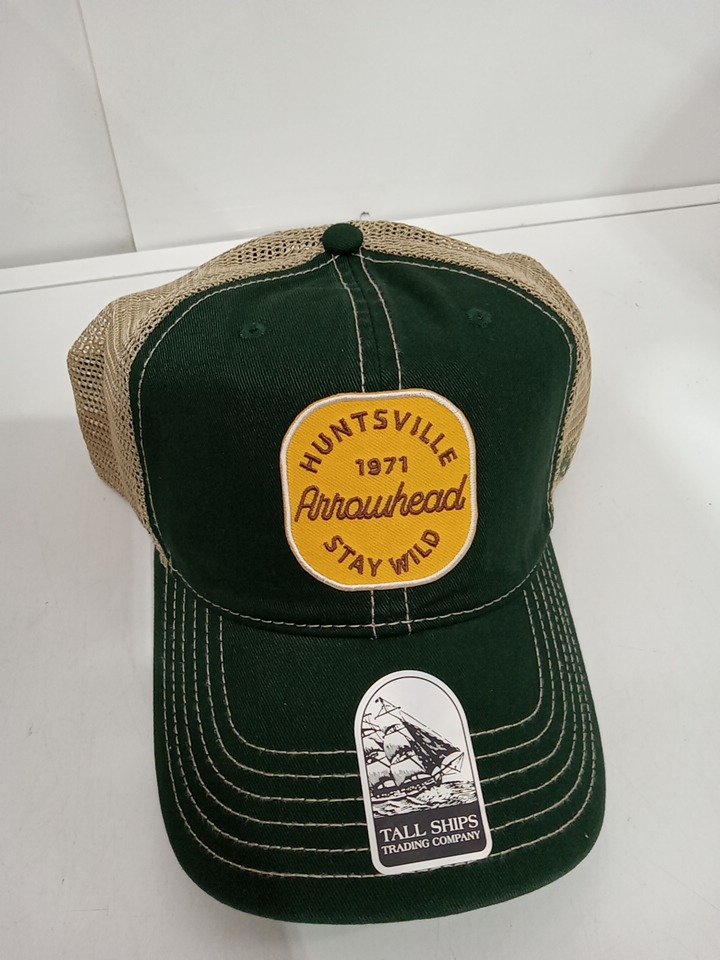 HUNTSVILLE
1971
Arrowhead
STAY WILD
TALL SHIPS
TRADING COMPANY